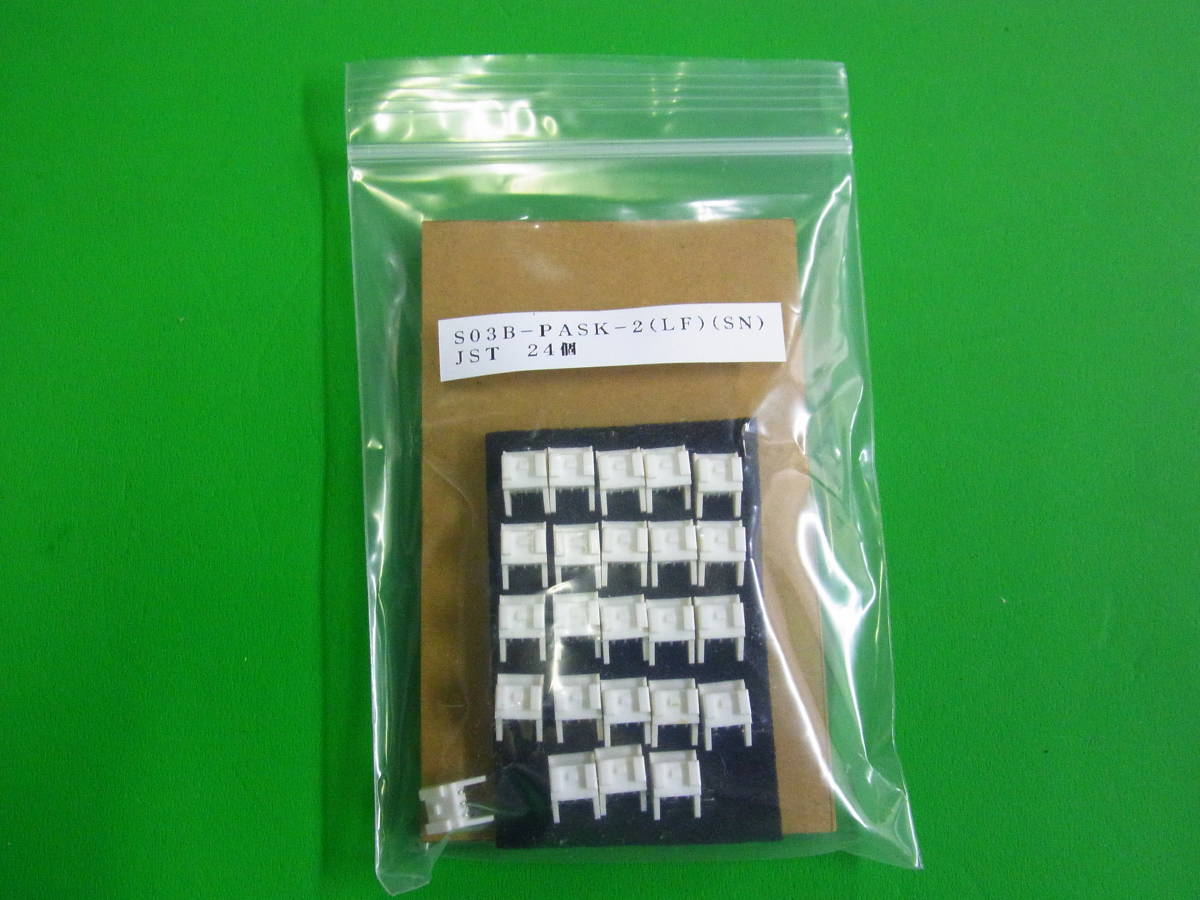 S03B-PASK-2(LF)(SN)
JST 24個